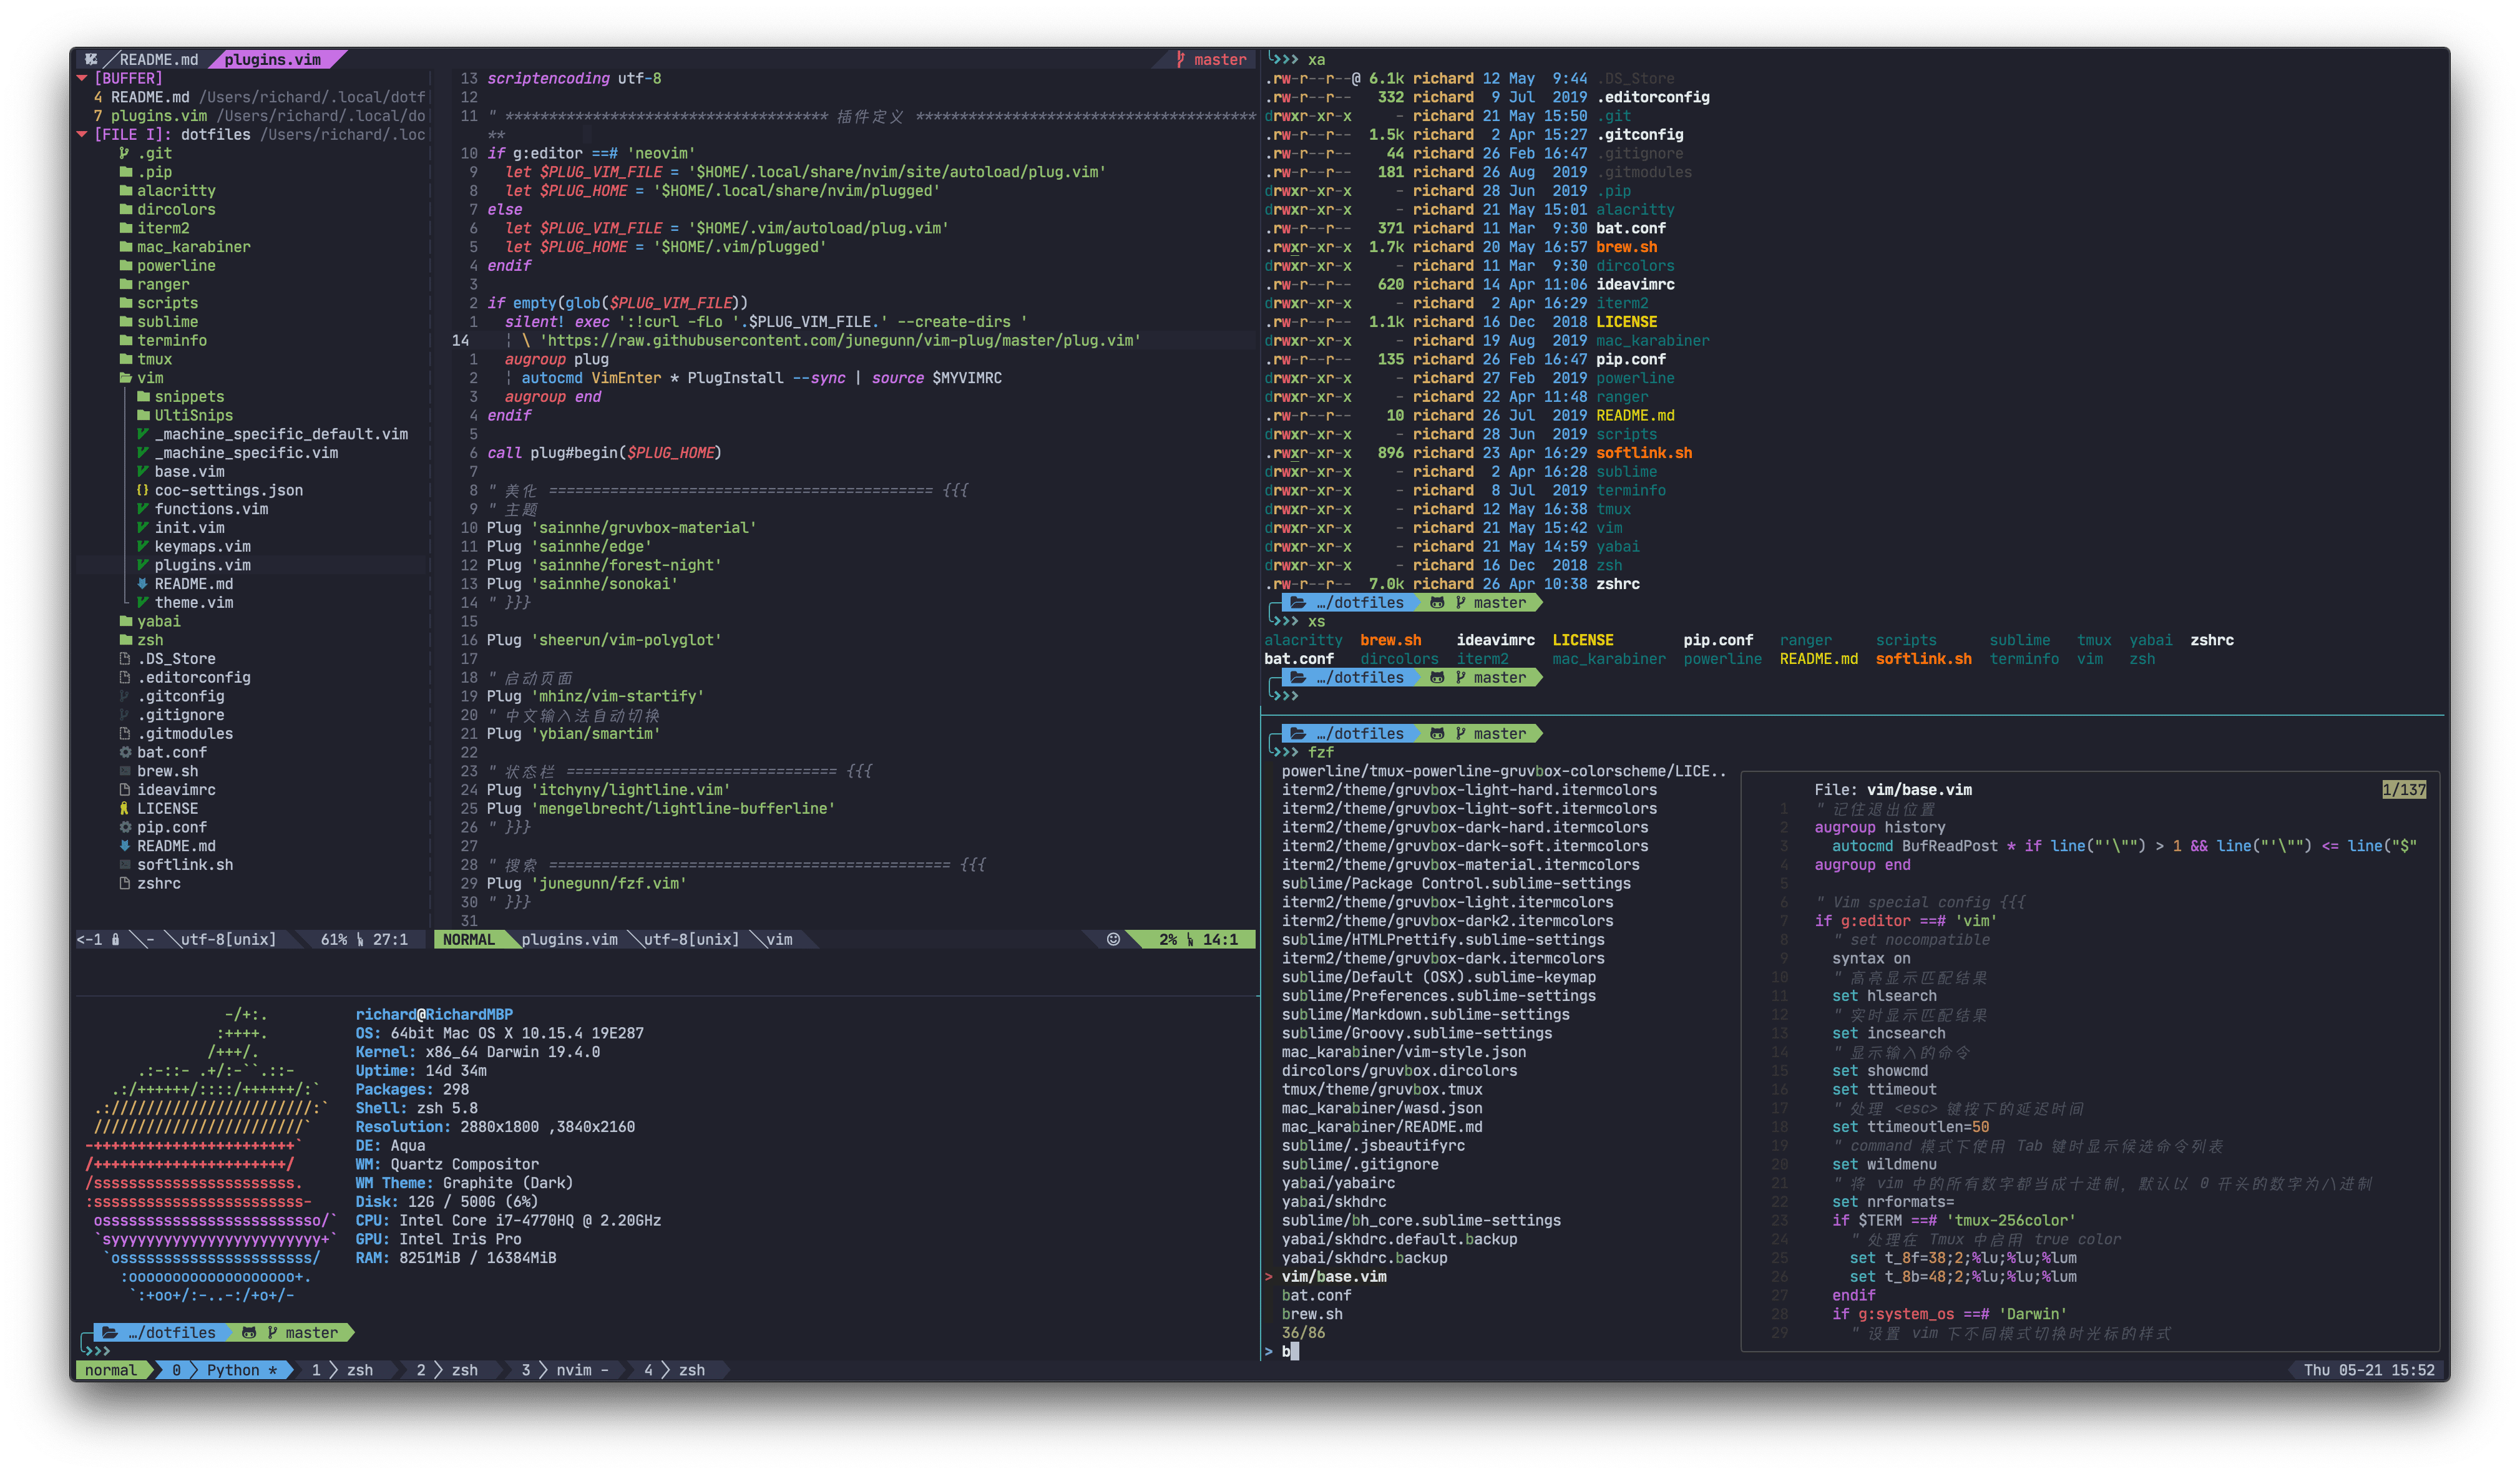 README.md plugins.vim master
[BUFFER]
4 README.md /Users/richard/.local/dotf
7 plugins.vim /Users/richard/.local/do
[FILE I]: dotfiles /Users/richard/.loc
.git
.pip
alacritty
dircolors
iterm2
mac_karabiner
powerline
ranger
scripts
sublime
terminfo
tmux
vim
snippets
UltiSnips
_machine_specific_default.vim
_machine_specific.vim
base.vim
coc-settings.json
functions.vim
init.vim
keymaps.vim
plugins.vim
README.md
theme.vim
yabai
zsh
.DS_Store
.editorconfig
.gitconfig
.gitignore
.gitmodules
bat.conf
brew.sh
ideavimrc
LICENSE
pip.conf
README.md
softlink.sh
zshrc
<-1 - utf-8[unix] 61% 27:1
13 scriptencoding utf-8
12
11 " ************************************* 插件定义 ***************************************
**
10 if g:editor ==# 'neovim'
9 let $PLUG_VIM_FILE = '$HOME/.local/share/nvim/site/autoload/plug.vim'
8 let $PLUG_HOME = '$HOME/.local/share/nvim/plugged'
7 else
6 let $PLUG_VIM_FILE = '$HOME/.vim/autoload/plug.vim'
5 let $PLUG_HOME = '$HOME/.vim/plugged'
4 endif
3
2 if empty(glob($PLUG_VIM_FILE))
1 silent! exec ':!curl -fLo '.$PLUG_VIM_FILE.' --create-dirs '
14 ¦ \ 'https://raw.githubusercontent.com/junegunn/vim-plug/master/plug.vim'
1 augroup plug
2 ¦ autocmd VimEnter * PlugInstall --sync | source $MYVIMRC
3 augroup end
4 endif
5
6 call plug#begin($PLUG_HOME)
7
8 " 美化 ============================================ {{{
9 " 主题
10 Plug 'sainnhe/gruvbox-material'
11 Plug 'sainnhe/edge'
12 Plug 'sainnhe/forest-night'
13 Plug 'sainnhe/sonokai'
14 " }}}
15
16 Plug 'sheerun/vim-polyglot'
17
18 " 启动页面
19 Plug 'mhinz/vim-startify'
20 " 中文输入法自动切换
21 Plug 'ybian/smartim'
22
23 " 状态栏 =============================== {{{
24 Plug 'itchyny/lightline.vim'
25 Plug 'mengelbrecht/lightline-bufferline'
26 " }}}
27
28 " 搜索 ============================================== {{{
29 Plug 'junegunn/fzf.vim'
30 " }}}
31
NORMAL plugins.vim utf-8[unix] vim 2% 14:1
-/+:.
:++++.
/+++/.
.:-::- .+/:-``.::-
.:/++++++/::::/++++++/:`
.:///////////////////////:`
////////////////////////`
-+++++++++++++++++++++++`
/++++++++++++++++++++++/
/sssssssssssssssssssssss.
:ssssssssssssssssssssssss-
osssssssssssssssssssssssso/`
`syyyyyyyyyyyyyyyyyyyyyyyy+`
`ossssssssssssssssssssss/
:ooooooooooooooooooo+.
`:+oo+/:-..-:/+o+/-
richard@RichardMBP
OS: 64bit Mac OS X 10.15.4 19E287
Kernel: x86_64 Darwin 19.4.0
Uptime: 14d 34m
Packages: 298
Shell: zsh 5.8
Resolution: 2880x1800 ,3840x2160
DE: Aqua
WM: Quartz Compositor
WM Theme: Graphite (Dark)
Disk: 12G / 500G (6%)
CPU: Intel Core i7-4770HQ @ 2.20GHz
GPU: Intel Iris Pro
RAM: 8251MiB / 16384MiB
…/dotfiles master
>>>
>>> xa
.rw-r--r--@ 6.1k richard 12 May 9:44 .DS_Store
.rw-r--r-- 332 richard 9 Jul 2019 .editorconfig
drwxr-xr-x - richard 21 May 15:50 .git
.rw-r--r-- 1.5k richard 2 Apr 15:27 .gitconfig
.rw-r--r-- 44 richard 26 Feb 16:47 .gitignore
.rw-r--r-- 181 richard 26 Aug 2019 .gitmodules
drwxr-xr-x - richard 28 Jun 2019 .pip
drwxr-xr-x - richard 21 May 15:01 alacritty
.rw-r--r-- 371 richard 11 Mar 9:30 bat.conf
.rwxr-xr-x 1.7k richard 20 May 16:57 brew.sh
drwxr-xr-x - richard 11 Mar 9:30 dircolors
.rw-r--r-- 620 richard 14 Apr 11:06 ideavimrc
drwxr-xr-x - richard 2 Apr 16:29 iterm2
.rw-r--r-- 1.1k richard 16 Dec 2018 LICENSE
drwxr-xr-x - richard 19 Aug 2019 mac_karabiner
.rw-r--r-- 135 richard 26 Feb 16:47 pip.conf
drwxr-xr-x - richard 27 Feb 2019 powerline
drwxr-xr-x - richard 22 Apr 11:48 ranger
.rw-r--r-- 10 richard 26 Jul 2019 README.md
drwxr-xr-x - richard 28 Jun 2019 scripts
.rwxr-xr-x 896 richard 23 Apr 16:29 softlink.sh
drwxr-xr-x - richard 2 Apr 16:28 sublime
drwxr-xr-x - richard 8 Jul 2019 terminfo
drwxr-xr-x - richard 12 May 16:38 tmux
drwxr-xr-x - richard 21 May 15:42 vim
drwxr-xr-x - richard 21 May 14:59 yabai
drwxr-xr-x - richard 16 Dec 2018 zsh
.rw-r--r-- 7.0k richard 26 Apr 10:38 zshrc
…/dotfiles master
>>> xs
alacritty brew.sh ideavimrc LICENSE pip.conf ranger scripts sublime tmux yabai zshrc
bat.conf dircolors iterm2 mac_karabiner powerline README.md softlink.sh terminfo vim zsh
…/dotfiles master
>>>
…/dotfiles master
>>> fzf
powerline/tmux-powerline-gruvbox-colorscheme/LICE..
iterm2/theme/gruvbox-light-hard.itermcolors
iterm2/theme/gruvbox-light-soft.itermcolors
iterm2/theme/gruvbox-dark-hard.itermcolors
iterm2/theme/gruvbox-dark-soft.itermcolors
iterm2/theme/gruvbox-material.itermcolors
sublime/Package Control.sublime-settings
iterm2/theme/gruvbox-light.itermcolors
iterm2/theme/gruvbox-dark2.itermcolors
sublime/HTMLPrettify.sublime-settings
iterm2/theme/gruvbox-dark.itermcolors
sublime/Default (OSX).sublime-keymap
sublime/Preferences.sublime-settings
sublime/Markdown.sublime-settings
sublime/Groovy.sublime-settings
mac_karabiner/vim-style.json
dircolors/gruvbox.dircolors
tmux/theme/gruvbox.tmux
mac_karabiner/wasd.json
mac_karabiner/README.md
sublime/.jsbeautifyrc
sublime/.gitignore
yabai/yabairc
yabai/skhdrc
sublime/bh_core.sublime-settings
yabai/skhdrc.default.backup
yabai/skhdrc.backup
> vim/base.vim
bat.conf
brew.sh
36/86
> b
File: vim/base.vim 1/137
1 " 记住退出位置
2 augroup history
3 autocmd BufReadPost * if line("'\"") > 1 && line("'\"") <= line("$"
4 augroup end
5
6 " Vim special config {{{
7 if g:editor ==# 'vim'
8 " set nocompatible
9 syntax on
10 " 高亮显示匹配结果
11 set hlsearch
12 " 实时显示匹配结果
13 set incsearch
14 " 显示输入的命令
15 set showcmd
16 set ttimeout
17 " 处理 <esc> 键按下的延迟时间
18 set ttimeoutlen=50
19 " command 模式下使用 Tab 键时显示候选命令列表
20 set wildmenu
21 " 将 vim 中的所有数字都当成十进制, 默认以 0 开头的数字为八进制
22 set nrformats=
23 if $TERM ==# 'tmux-256color'
24 " 处理在 Tmux 中启用 true color
25 set t_8f=38;2;%lu;%lu;%lum
26 set t_8b=48;2;%lu;%lu;%lum
27 endif
28 if g:system_os ==# 'Darwin'
29 " 设置 vim 下不同模式切换时光标的样式
normal 0 Python * 1 zsh 2 zsh 3 nvim - 4 zsh Thu 05-21 15:52